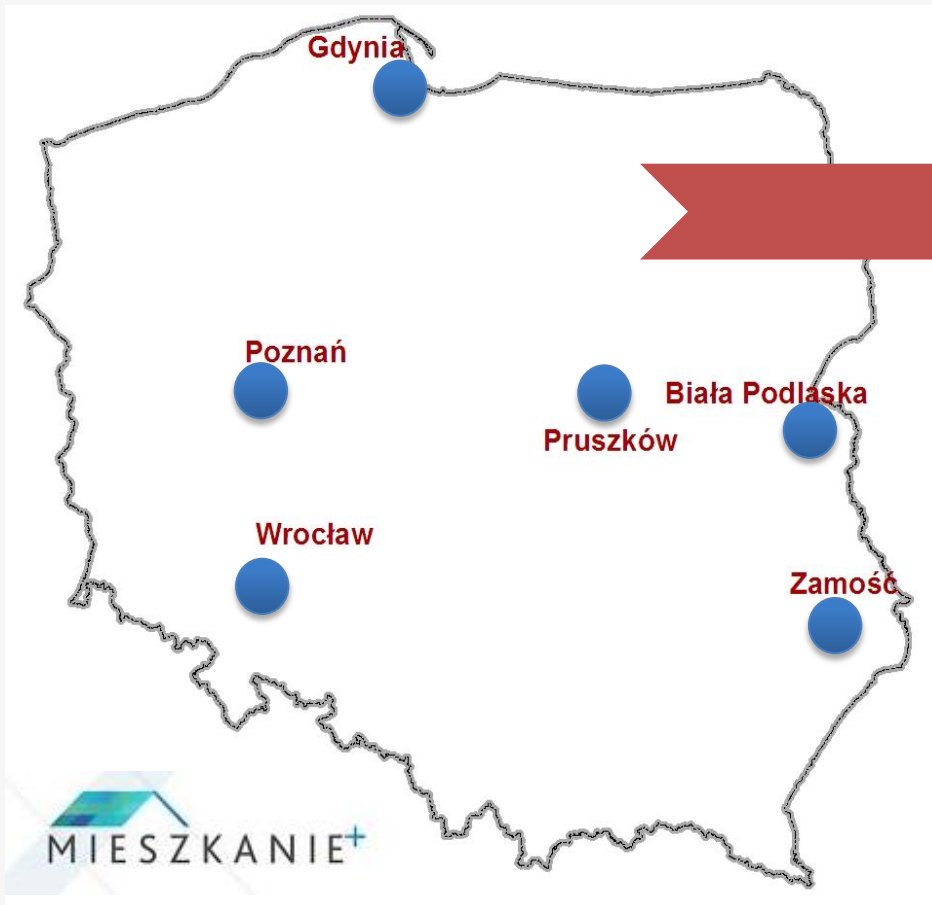 Gdynia
Poznań
Biała Podlaska
Pruszków
Wrocław
Zamość
MIESZKANIE+